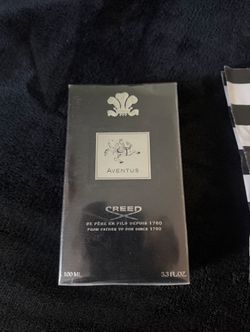 AVENTUS
CREED
DE PÈRE EN FILS DEPUIS 1760
FROM FATHER TO SON SINCE 1760
100 ML 3.3 FL.OZ.